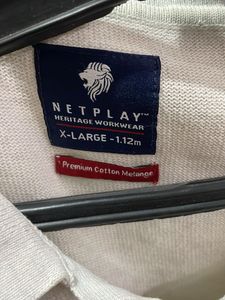 NETPLAY™
HERITAGE WORKWEAR
X-LARGE - 1.12m
Premium Cotton Melange